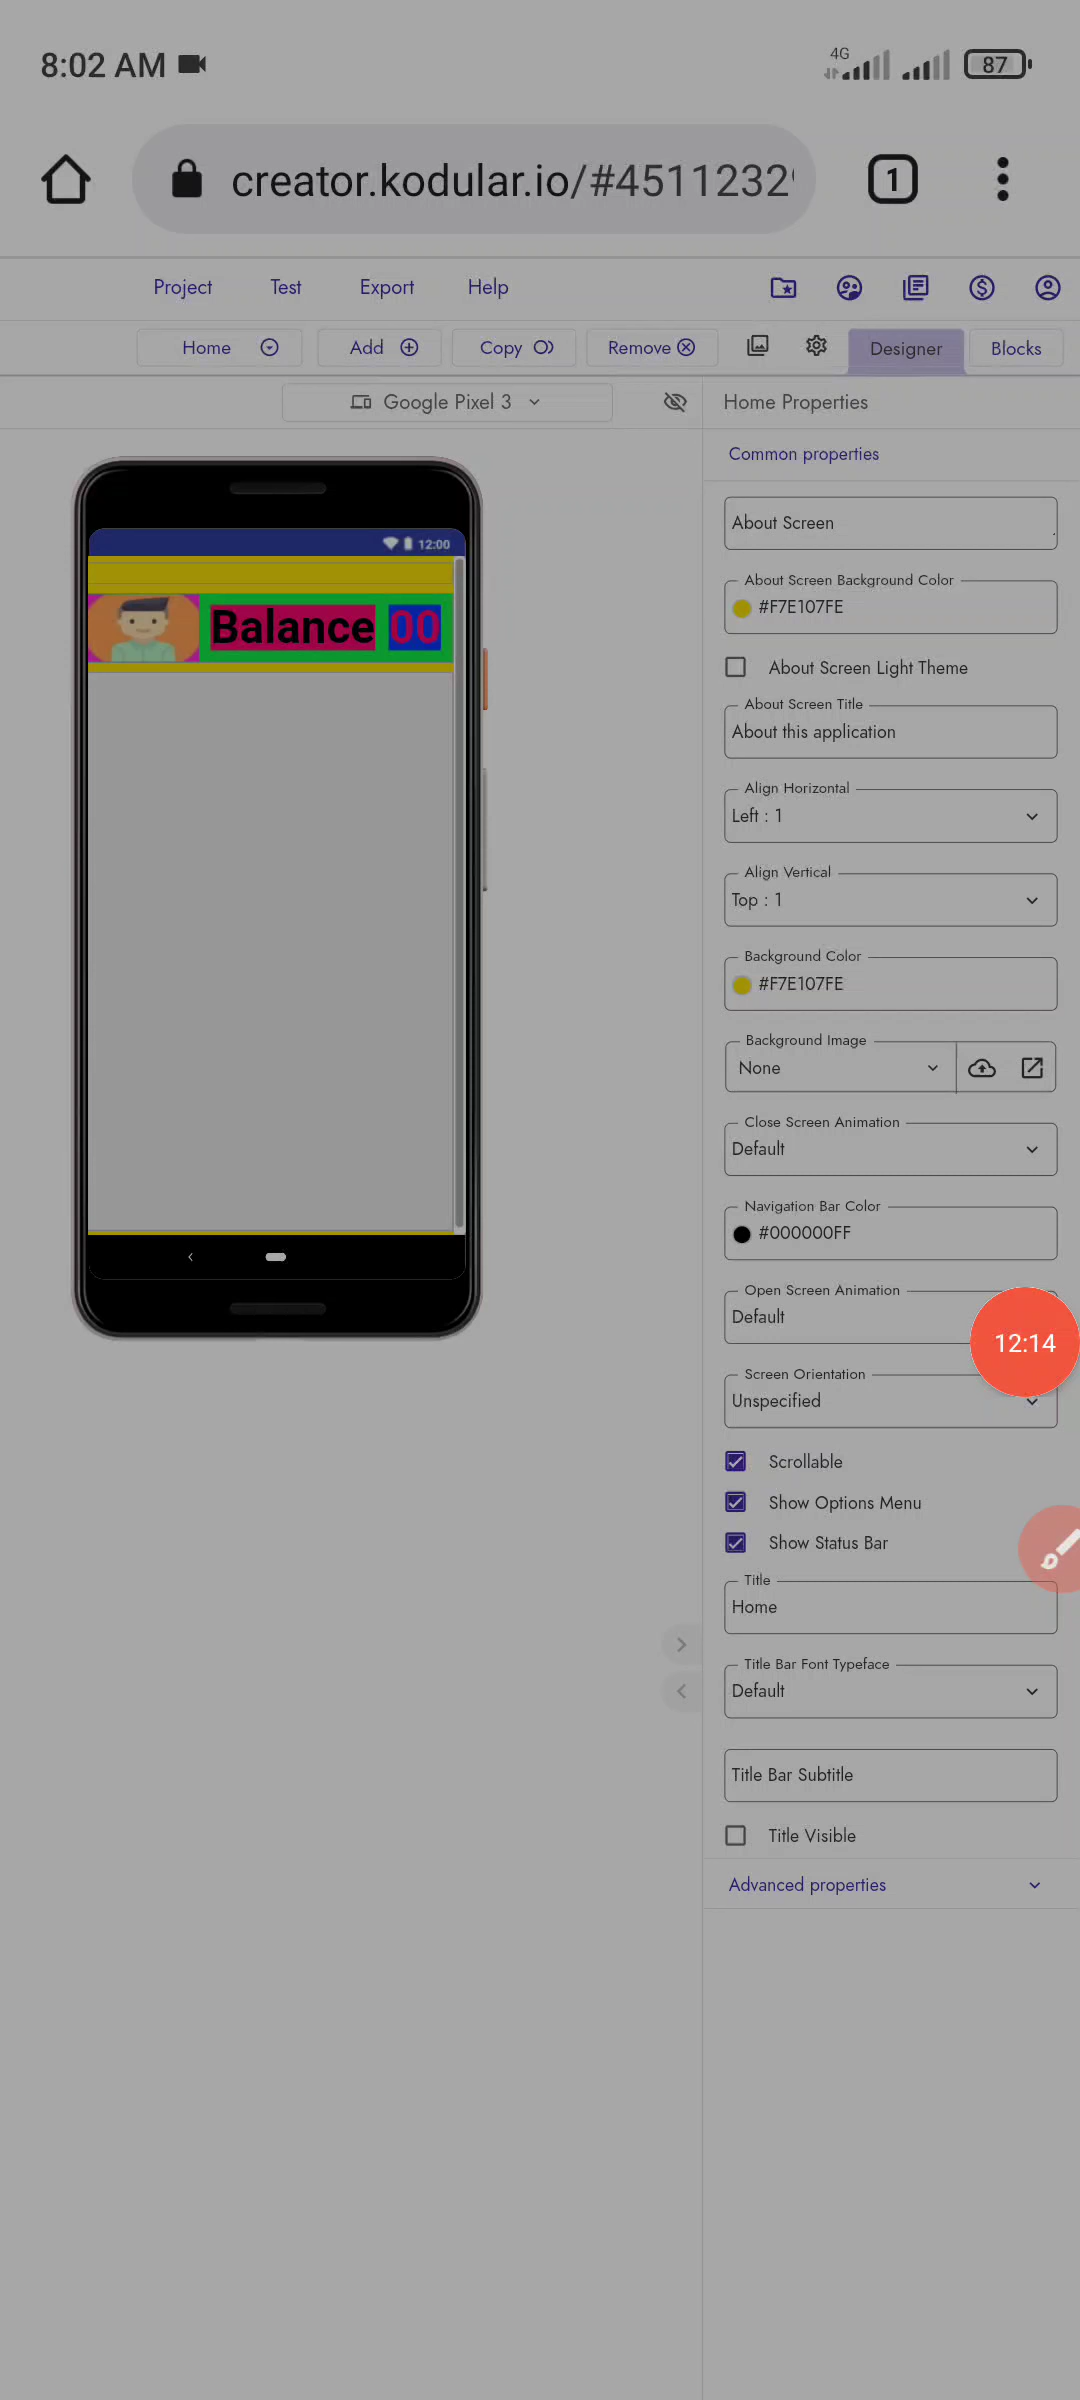 8:02 AM
4G
87
creator.kodular.io/#45112329
1
Project Test Export Help
Home Add Copy Remove Designer Blocks
Google Pixel 3
Home Properties
Common properties
12:00
Balance 00
About Screen
About Screen Background Color
#F7E107FE
About Screen Light Theme
About Screen Title
About this application
Align Horizontal
Left : 1
Align Vertical
Top : 1
Background Color
#F7E107FE
Background Image
None
Close Screen Animation
Default
Navigation Bar Color
#000000FF
Open Screen Animation
Default
12:14
Screen Orientation
Unspecified
Scrollable
Show Options Menu
Show Status Bar
Title
Home
Title Bar Font Typeface
Default
Title Bar Subtitle
Title Visible
Advanced properties